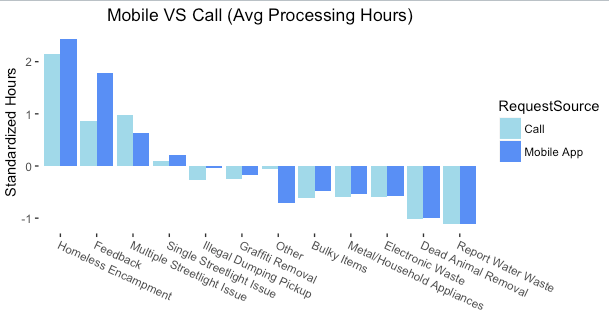 Mobile VS Call (Avg Processing Hours)
Standardized Hours
2
1
0
-1
Homeless Encampment
Feedback
Multiple Streetlight Issue
Single Streetlight Issue
Illegal Dumping Pickup
Graffiti Removal
Other
Bulky Items
Metal/Household Appliances
Electronic Waste
Dead Animal Removal
Report Water Waste
RequestSource
Call
Mobile App